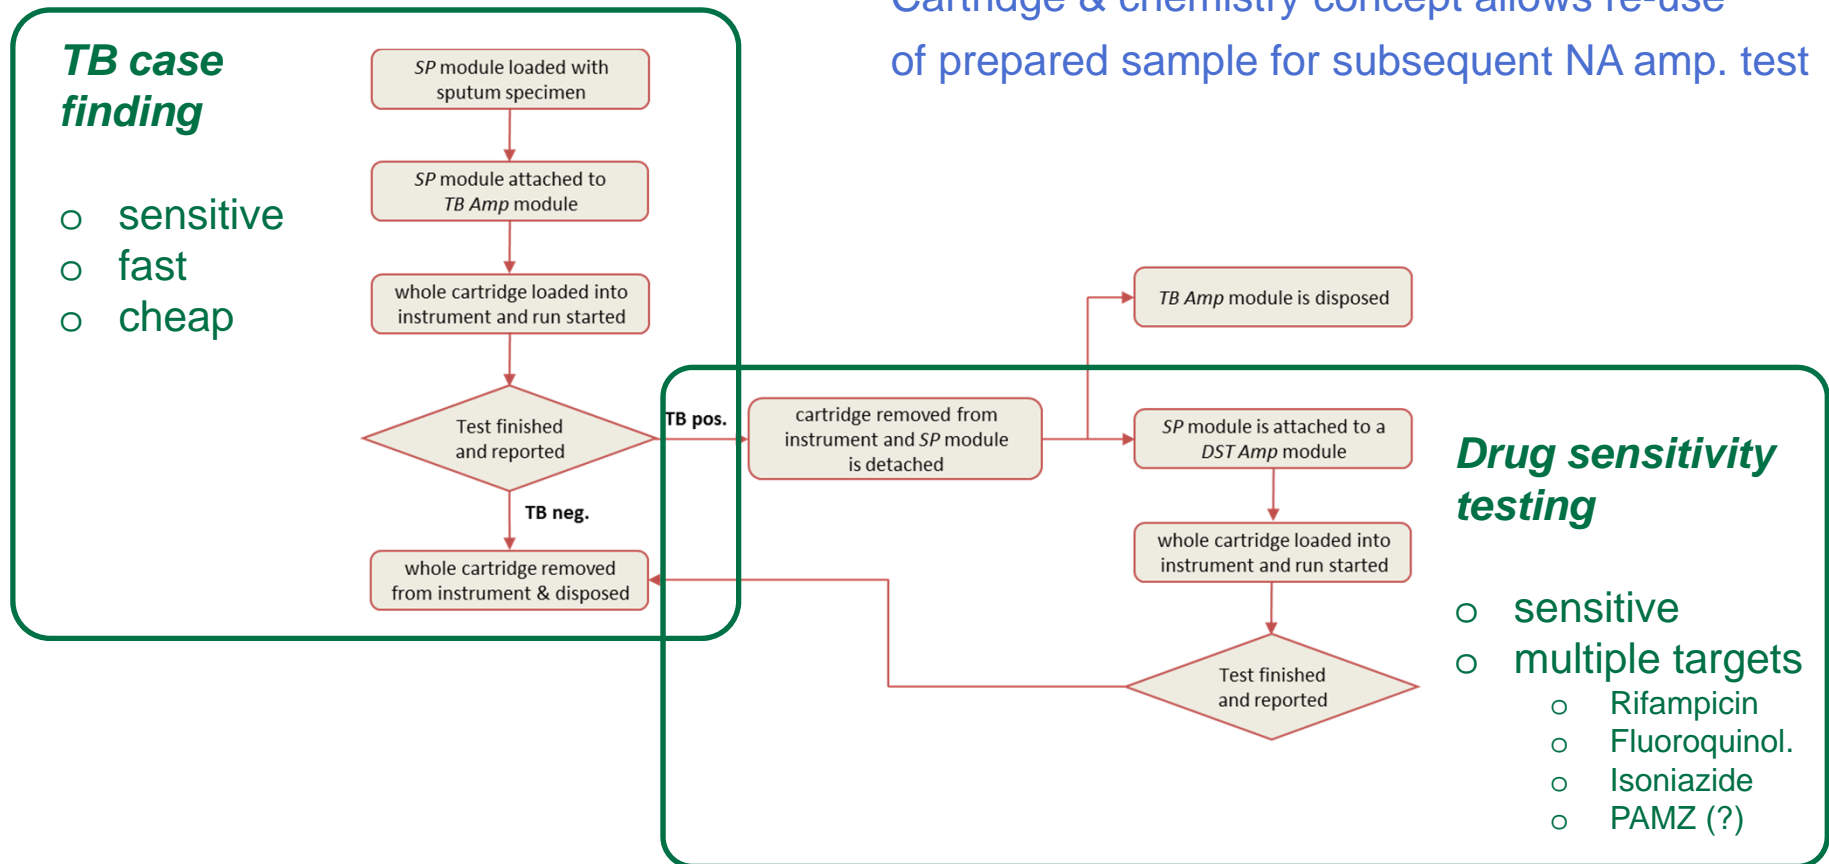 Cartridge & chemistry concept allows re-use
of prepared sample for subsequent NA amp. test
TB case
finding
o sensitive
o fast
o cheap
SP module loaded with
sputum specimen
SP module attached to
TB Amp module
whole cartridge loaded into
instrument and run started
Test finished
and reported
TB pos.
TB neg.
whole cartridge removed
from instrument & disposed
cartridge removed from
instrument and SP module
is detached
TB Amp module is disposed
SP module is attached to a
DST Amp module
whole cartridge loaded into
instrument and run started
Test finished
and reported
Drug sensitivity
testing
o sensitive
o multiple targets
o Rifampicin
o Fluoroquinol.
o Isoniazide
o PAMZ (?)